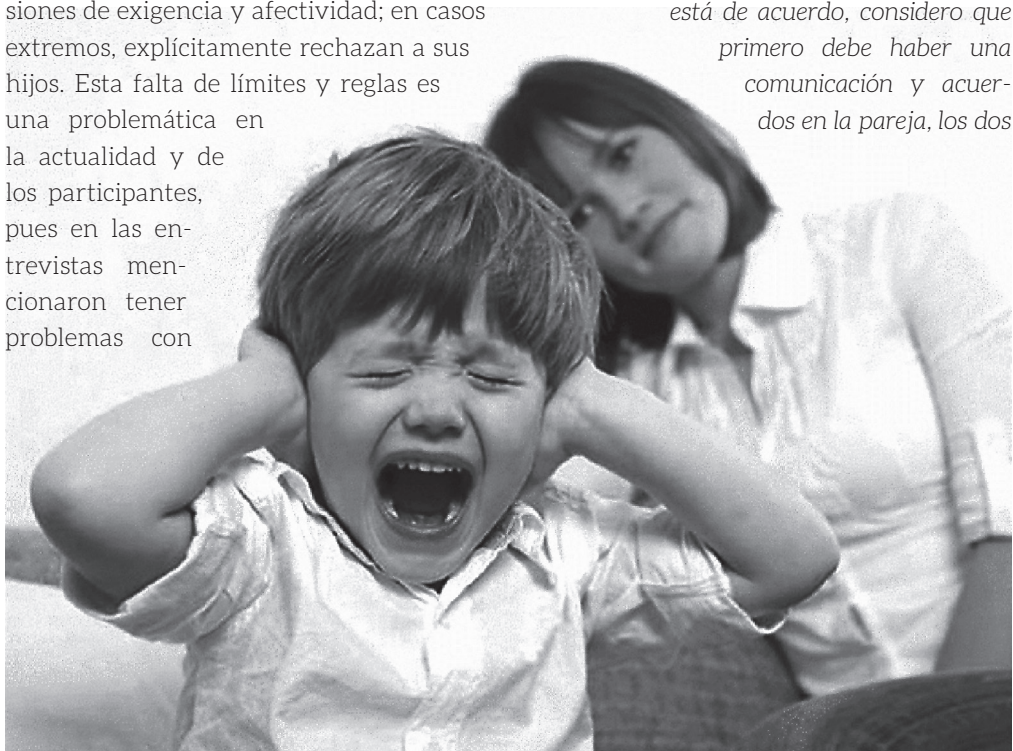 siones de exigencia y afectividad; en casos
extremos, explícitamente rechazan a sus
hijos. Esta falta de límites y reglas es
una problemática en
la actualidad y de
los participantes,
pues en las en-
trevistas men-
cionaron tener
problemas con
está de acuerdo, considero que
primero debe haber una
comunicación y acuer-
dos en la pareja, los dos